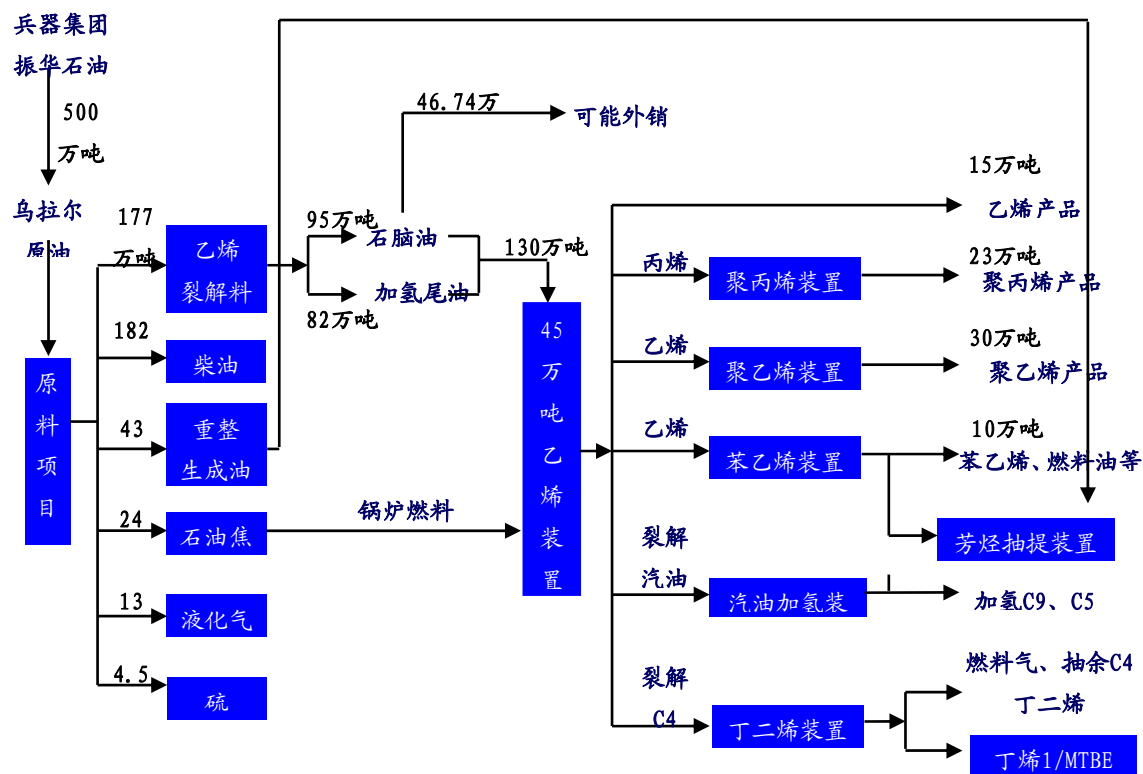 兵器集团
振华石油
500
万吨
乌拉尔
原油
原
料
项
目
177
万吨
乙烯
裂解料
182
柴油
43
重整
生成油
24
石油焦
13
液化气
4.5
硫
46.74万
可能外销
95万吨
石脑油
加氢尾油
82万吨
130万吨
锅炉燃料
45
万
吨
乙
烯
装
置
15万吨
乙烯产品
丙烯
聚丙烯装置
23万吨
聚丙烯产品
乙烯
聚乙烯装置
30万吨
聚乙烯产品
乙烯
苯乙烯装置
10万吨
苯乙烯、燃料油等
芳烃抽提装置
裂解
汽油
汽油加氢装
加氢C9、C5
裂解
C4
丁二烯装置
燃料气、抽余C4
丁二烯
丁烯1/MTBE